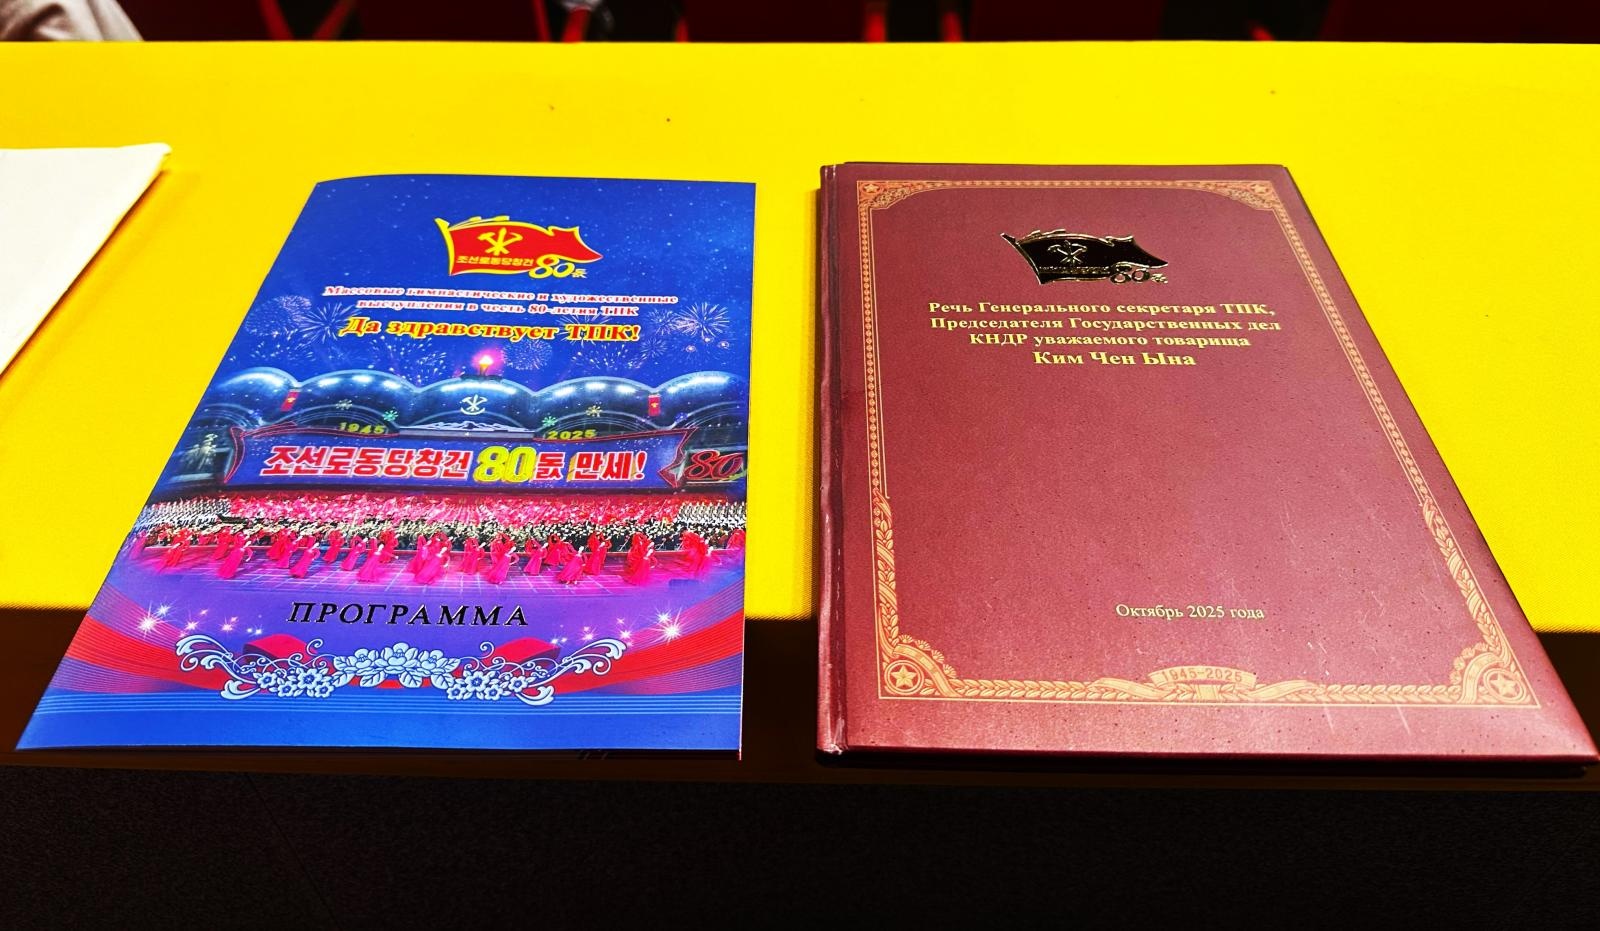 조선로동당창건
80돐
Массовые гимнастические и художественные
выступления в честь 80-летия ТПК
Да здравствует ТПК!
1945
2025
조선로동당창건 80돐 만세!
80
ПРОГРАММА
80
Речь Генерального секретаря ТПК,
Председателя Государственных дел
КНДР уважаемого товарища
Ким Чен Ына
Октябрь 2025 года
1945-2025